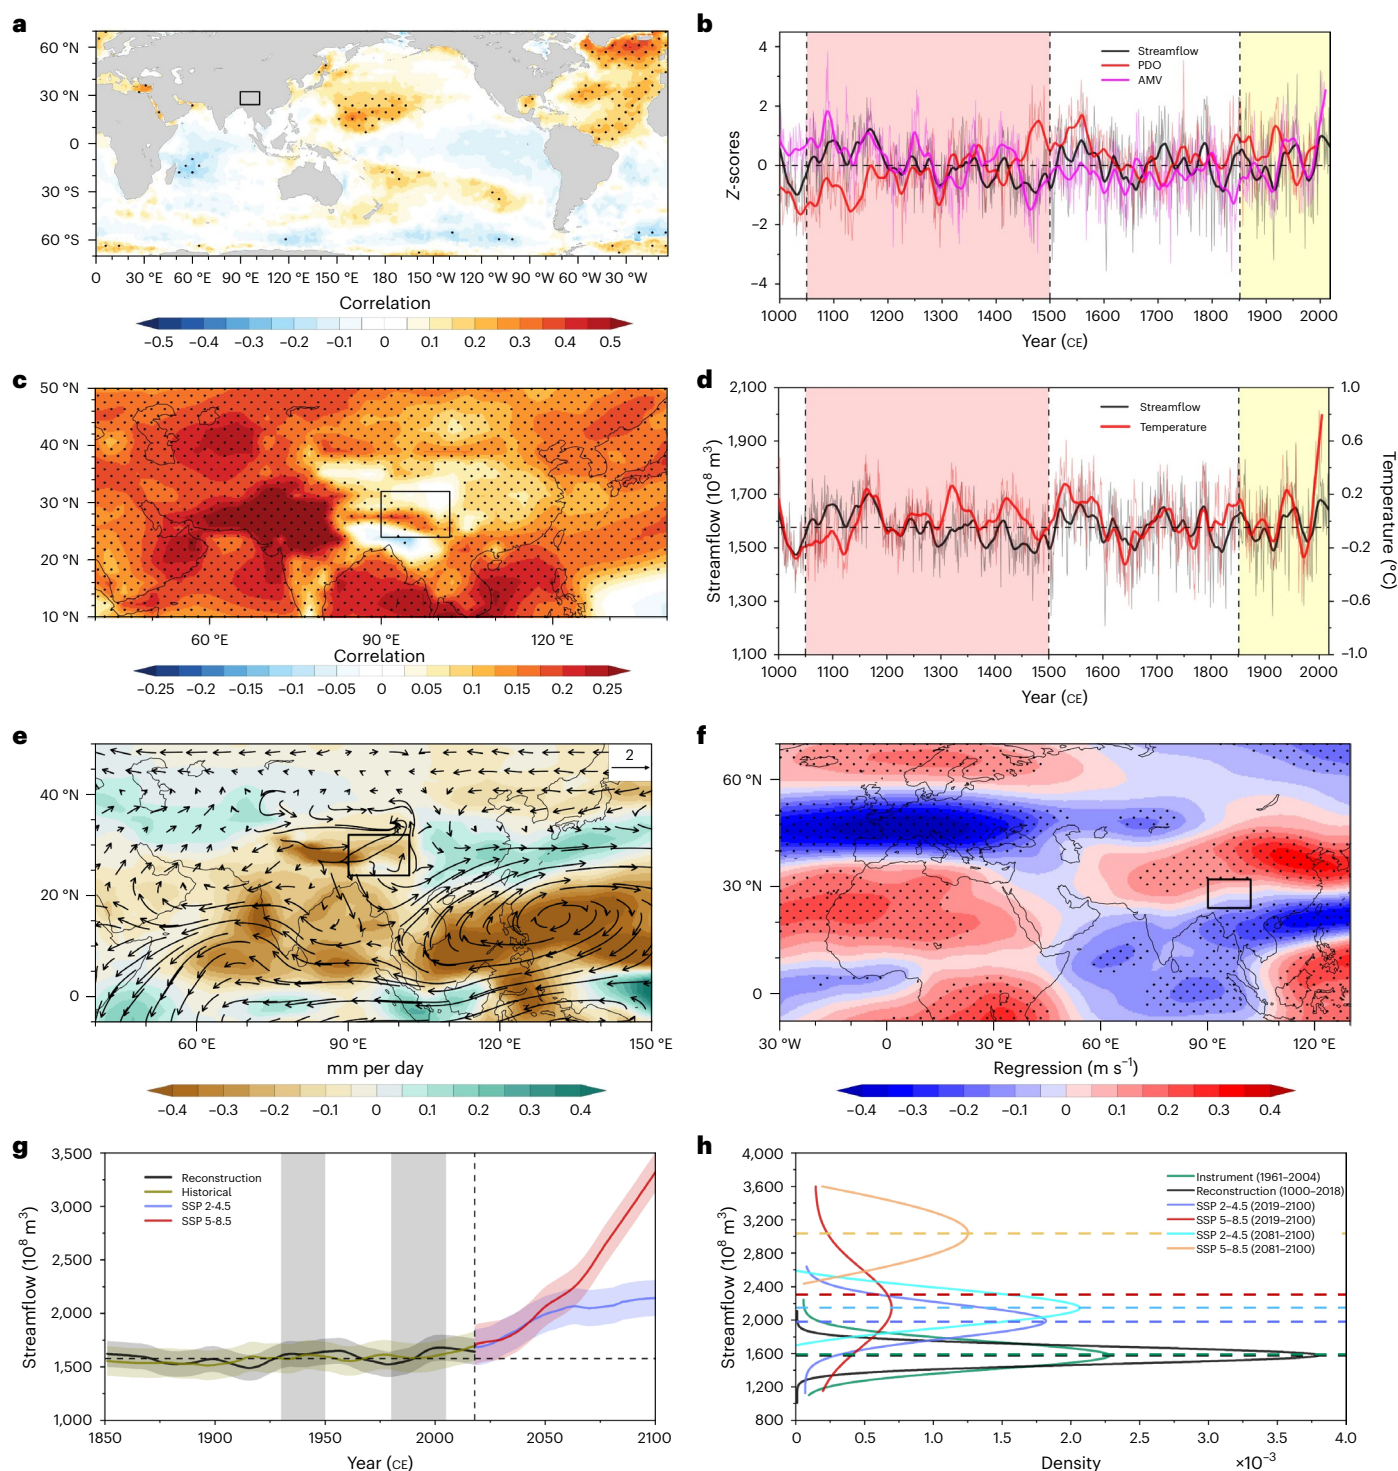 a
60 °N
30 °N
0
30 °S
60 °S
0 30 °E 60 °E 90 °E 120 °E 150 °E 180 °E 150 °W 120 °W 90 °W 60 °W 30 °W
Correlation
−0.5 −0.4 −0.3 −0.2 −0.1 0 0.1 0.2 0.3 0.4 0.5
b
Streamflow
PDO
AMV
Z-scores
4
2
0
−2
−4
1000 1100 1200 1300 1400 1500 1600 1700 1800 1900 2000
Year (CE)
c
50 °N
40 °N
30 °N
20 °N
10 °N
60 °E 90 °E 120 °E
Correlation
−0.25 −0.2 −0.15 −0.1 −0.05 0 0.05 0.1 0.15 0.2 0.25
d
Streamflow
Temperature
Streamflow (10⁸ m³)
2,100
1,900
1,700
1,500
1,300
1,100
1.0
0.6
0.2
−0.2
−0.6
−1.0
Temperature (°C)
1000 1100 1200 1300 1400 1500 1600 1700 1800 1900 2000
Year (CE)
e
2
40 °N
20 °N
0
60 °E 90 °E 120 °E 150 °E
mm per day
−0.4 −0.3 −0.2 −0.1 0 0.1 0.2 0.3 0.4
f
60 °N
30 °N
0
30 °W 0 30 °E 60 °E 90 °E 120 °E
Regression (m s⁻¹)
−0.4 −0.3 −0.2 −0.1 0 0.1 0.2 0.3 0.4
g
Reconstruction
Historical
SSP 2-4.5
SSP 5-8.5
Streamflow (10⁸ m³)
3,500
3,000
2,500
2,000
1,500
1,000
1850 1900 1950 2000 2050 2100
Year (CE)
h
Instrument (1961–2004)
Reconstruction (1000–2018)
SSP 2–4.5 (2019–2100)
SSP 5–8.5 (2019–2100)
SSP 2–4.5 (2081–2100)
SSP 5–8.5 (2081–2100)
Streamflow (10⁸ m³)
4,000
3,600
3,200
2,800
2,400
2,000
1,600
1,200
800
0 0.5 1.0 1.5 2.0 2.5 3.0 3.5 4.0
Density
×10⁻³